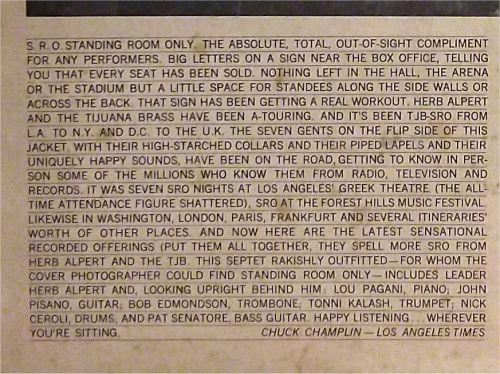 S.R.O. STANDING ROOM ONLY. THE ABSOLUTE, TOTAL, OUT-OF-SIGHT COMPLIMENT
FOR ANY PERFORMERS. BIG LETTERS ON A SIGN NEAR THE BOX OFFICE, TELLING
YOU THAT EVERY SEAT HAS BEEN SOLD. NOTHING LEFT IN THE HALL, THE ARENA
OR THE STADIUM BUT A LITTLE SPACE FOR STANDEES ALONG THE SIDE WALLS OR
ACROSS THE BACK. THAT SIGN HAS BEEN GETTING A REAL WORKOUT. HERB ALPERT
AND THE TIJUANA BRASS HAVE BEEN A-TOURING. AND IT'S BEEN TJB-SRO FROM
L.A. TO N.Y. AND D.C. TO THE U.K. THE SEVEN GENTS ON THE FLIP SIDE OF THIS
JACKET, WITH THEIR HIGH-STARCHED COLLARS AND THEIR PIPED LAPELS AND THEIR
UNIQUELY HAPPY SOUNDS, HAVE BEEN ON THE ROAD, GETTING TO KNOW IN PER-
SON SOME OF THE MILLIONS WHO KNOW THEM FROM RADIO, TELEVISION AND
RECORDS. IT WAS SEVEN SRO NIGHTS AT LOS ANGELES' GREEK THEATRE (THE ALL-
TIME ATTENDANCE FIGURE SHATTERED), SRO AT THE FOREST HILLS MUSIC FESTIVAL.
LIKEWISE IN WASHINGTON, LONDON, PARIS, FRANKFURT AND SEVERAL ITINERARIES'
WORTH OF OTHER PLACES. AND NOW HERE ARE THE LATEST SENSATIONAL
RECORDED OFFERINGS (PUT THEM ALL TOGETHER, THEY SPELL MORE SRO FROM
HERB ALPERT AND THE TJB. THIS SEPTET RAKISHLY OUTFITTED—FOR WHOM THE
COVER PHOTOGRAPHER COULD FIND STANDING ROOM ONLY—INCLUDES LEADER
HERB ALPERT AND, LOOKING UPRIGHT BEHIND HIM: LOU PAGANI, PIANO; JOHN
PISANO, GUITAR; BOB EDMONDSON, TROMBONE; TONNI KALASH, TRUMPET; NICK
CEROLI, DRUMS; AND PAT SENATORE, BASS GUITAR. HAPPY LISTENING...WHEREVER
YOU'RE SITTING. CHUCK CHAMPLIN—LOS ANGELES TIMES